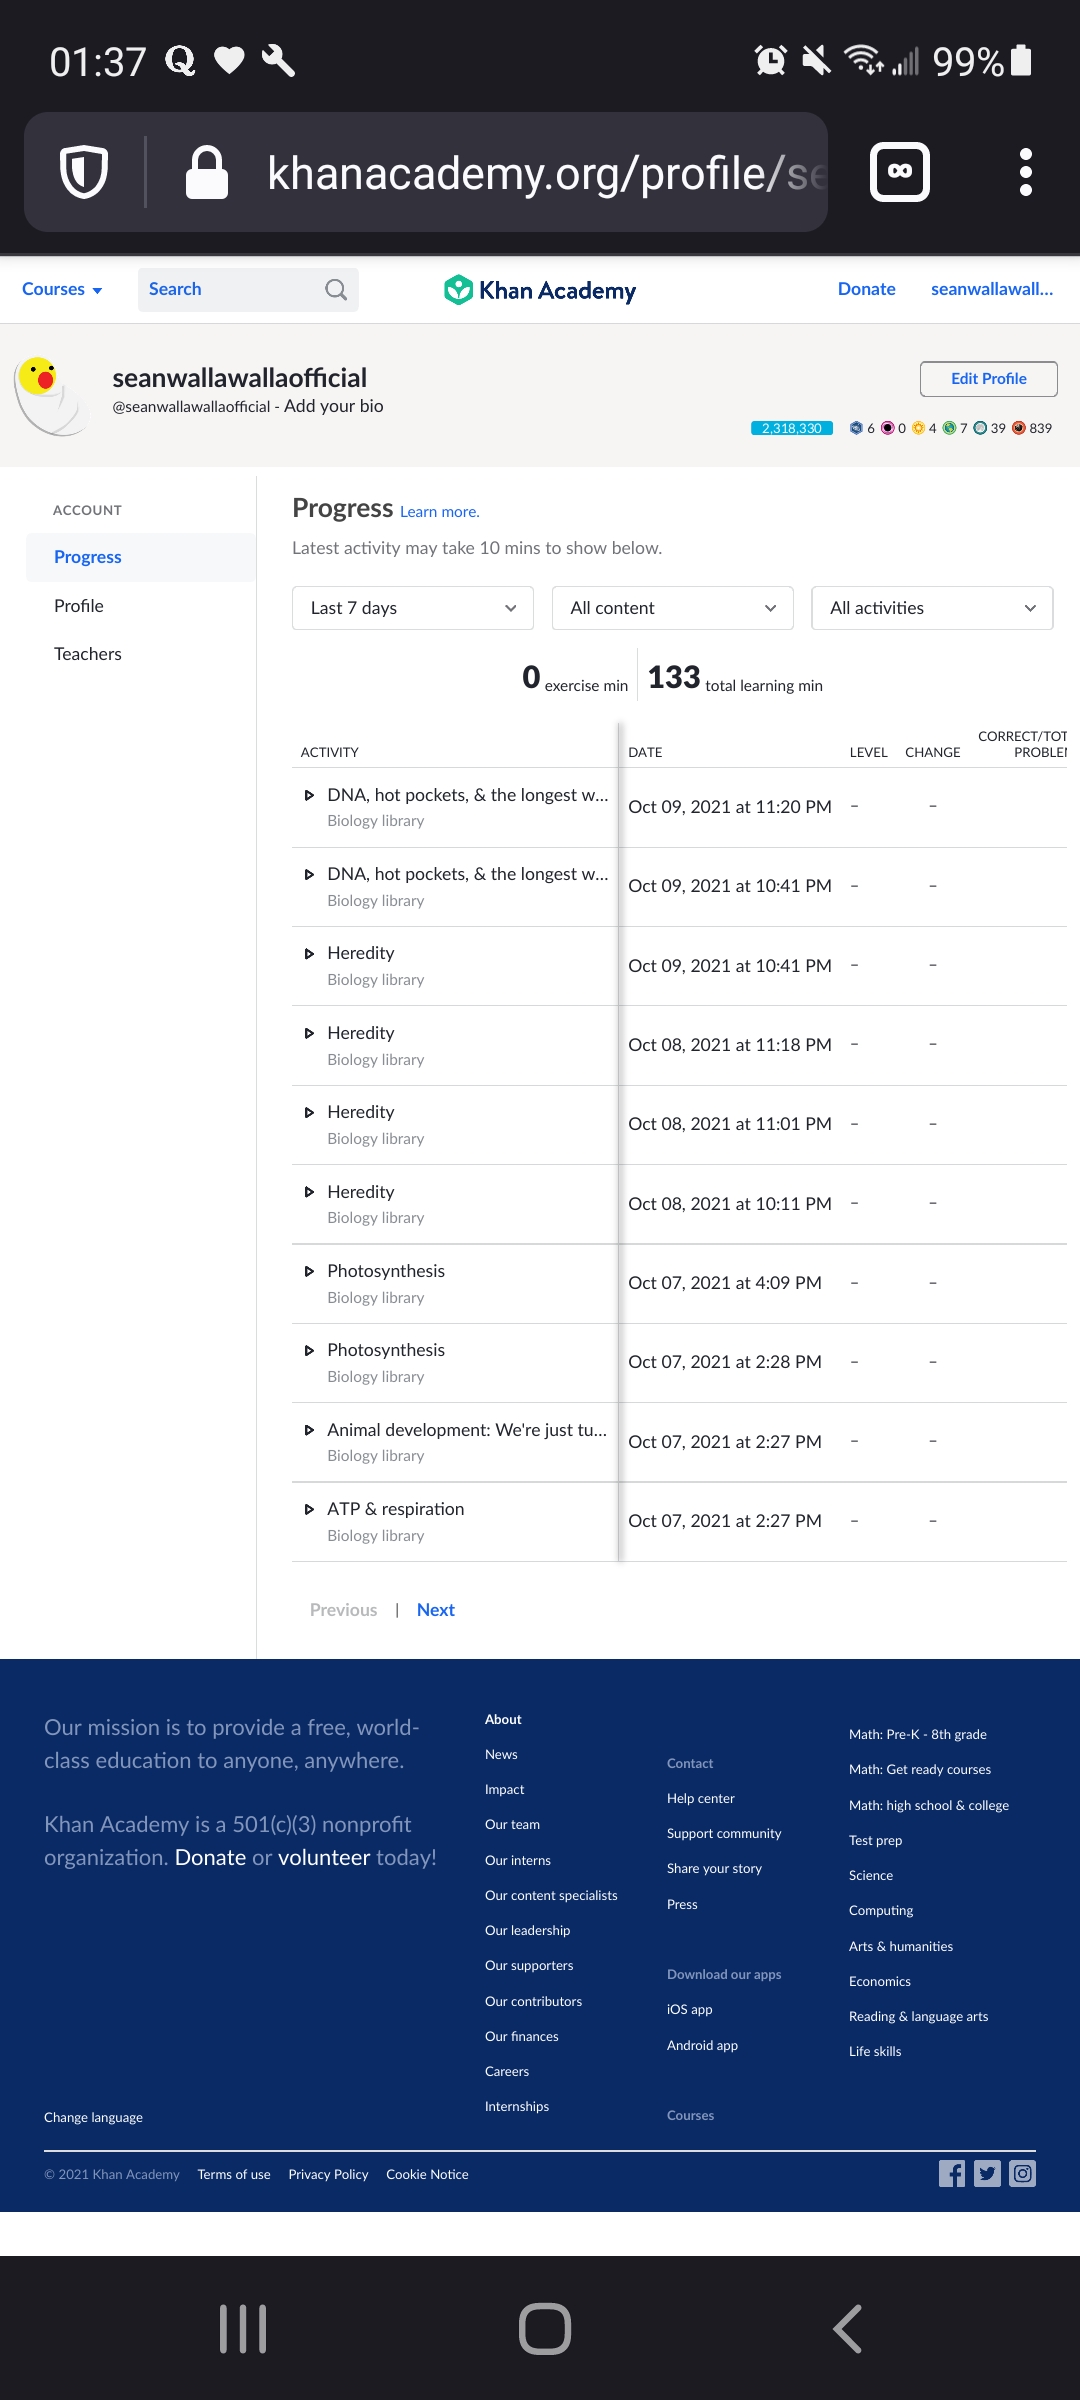 01:37
99%
khanacademy.org/profile/se
Courses
Search
Khan Academy
Donate
seanwallawall...
seanwallawallaofficial
@seanwallawallaofficial - Add your bio
Edit Profile
2,318,330 6 0 4 7 39 839
ACCOUNT
Progress
Profile
Teachers
Progress Learn more.
Latest activity may take 10 mins to show below.
Last 7 days
All content
All activities
0 exercise min
133 total learning min
ACTIVITY DATE LEVEL CHANGE CORRECT/TOT
PROBLEM
DNA, hot pockets, & the longest w... Oct 09, 2021 at 11:20 PM – –
Biology library
DNA, hot pockets, & the longest w... Oct 09, 2021 at 10:41 PM – –
Biology library
Heredity Oct 09, 2021 at 10:41 PM – –
Biology library
Heredity Oct 08, 2021 at 11:18 PM – –
Biology library
Heredity Oct 08, 2021 at 11:01 PM – –
Biology library
Heredity Oct 08, 2021 at 10:11 PM – –
Biology library
Photosynthesis Oct 07, 2021 at 4:09 PM – –
Biology library
Photosynthesis Oct 07, 2021 at 2:28 PM – –
Biology library
Animal development: We're just tu... Oct 07, 2021 at 2:27 PM – –
Biology library
ATP & respiration Oct 07, 2021 at 2:27 PM – –
Biology library
Previous | Next
Our mission is to provide a free, world-
class education to anyone, anywhere.
Khan Academy is a 501(c)(3) nonprofit
organization. Donate or volunteer today!
Change language
About
News
Impact
Our team
Our interns
Our content specialists
Our leadership
Our supporters
Our contributors
Our finances
Careers
Internships
Contact
Help center
Support community
Share your story
Press
Download our apps
iOS app
Android app
Courses
Math: Pre-K - 8th grade
Math: Get ready courses
Math: high school & college
Test prep
Science
Computing
Arts & humanities
Economics
Reading & language arts
Life skills
© 2021 Khan Academy Terms of use Privacy Policy Cookie Notice